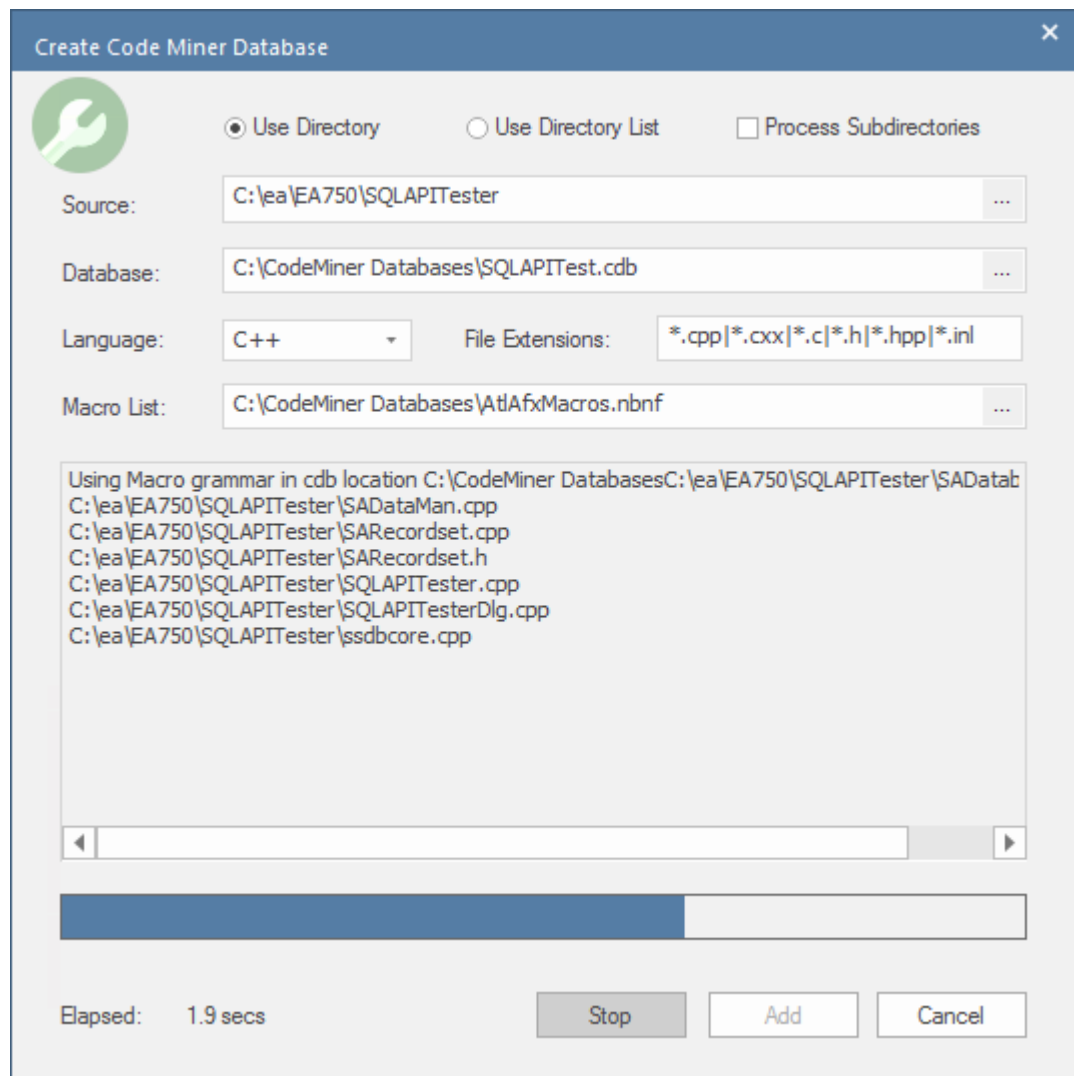 Create Code Miner Database
Use Directory Use Directory List Process Subdirectories
Source: C:\ea\EA750\SQLAPITester ...
Database: C:\CodeMiner Databases\SQLAPITest.cdb ...
Language: C++ File Extensions: *.cpp|*.cxx|*.c|*.h|*.hpp|*.inl
Macro List: C:\CodeMiner Databases\AtlAfxMacros.nbnf ...
Using Macro grammar in cdb location C:\CodeMiner DatabasesC:\ea\EA750\SQLAPITester\SADatab
C:\ea\EA750\SQLAPITester\SADataMan.cpp
C:\ea\EA750\SQLAPITester\SARecordset.cpp
C:\ea\EA750\SQLAPITester\SARecordset.h
C:\ea\EA750\SQLAPITester\SQLAPITester.cpp
C:\ea\EA750\SQLAPITester\SQLAPITesterDlg.cpp
C:\ea\EA750\SQLAPITester\ssdbcore.cpp
Elapsed: 1.9 secs Stop Add Cancel